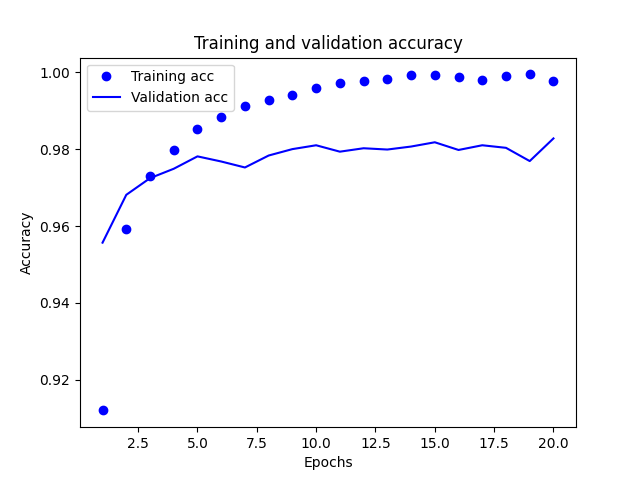 Training and validation accuracy
Training acc
Validation acc
Accuracy
1.00
0.98
0.96
0.94
0.92
2.5 5.0 7.5 10.0 12.5 15.0 17.5 20.0
Epochs